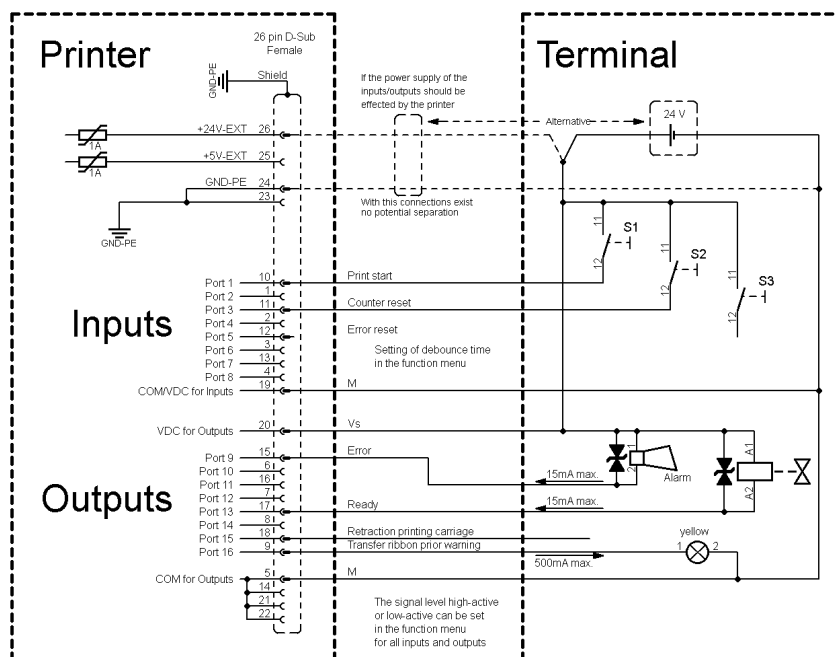 Printer
26 pin D-Sub
Female
Terminal
GND-PE
Shield
If the power supply of the
inputs/outputs should be
effected by the printer
24 V
Alternative
+24V-EXT 26
1A
+5V-EXT 25
1A
GND-PE 24
23
With this connections exist
no potential separation
GND-PE
11 S1
12
11 S2
12
11 S3
12
Inputs
Port 1 10 Print start
Port 2 1
Port 3 11 Counter reset
Port 4 2
Port 5 12 Error reset
Port 6 3
Port 7 13
Port 8 4
Setting of debounce time
in the function menu
COM/VDC for Inputs 19 M
VDC for Outputs 20 Vs
Outputs
Port 9 15 Error
Port 10 6
Port 11 16
Port 12 7
Port 13 17 Ready
Port 14 8
Port 15 18 Retraction printing carriage
Port 16 9 Transfer ribbon prior warning
1
2
Alarm
A1
A2
15mA max.
15mA max.
yellow
1 2
500mA max.
COM for Outputs 5 M
14
21
22
The signal level high-active
or low-active can be set
in the function menu
for all inputs and outputs